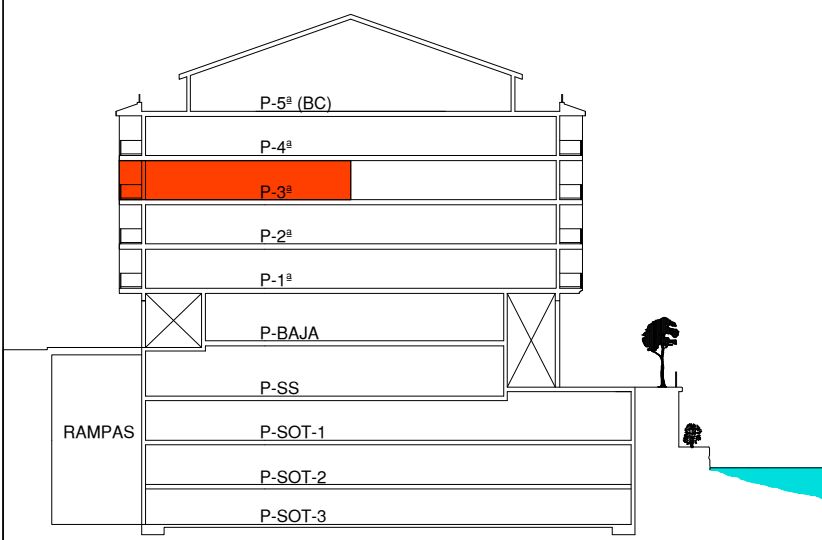 P-5ª (BC)
P-4ª
P-3ª
P-2ª
P-1ª
P-BAJA
P-SS
RAMPAS
P-SOT-1
P-SOT-2
P-SOT-3